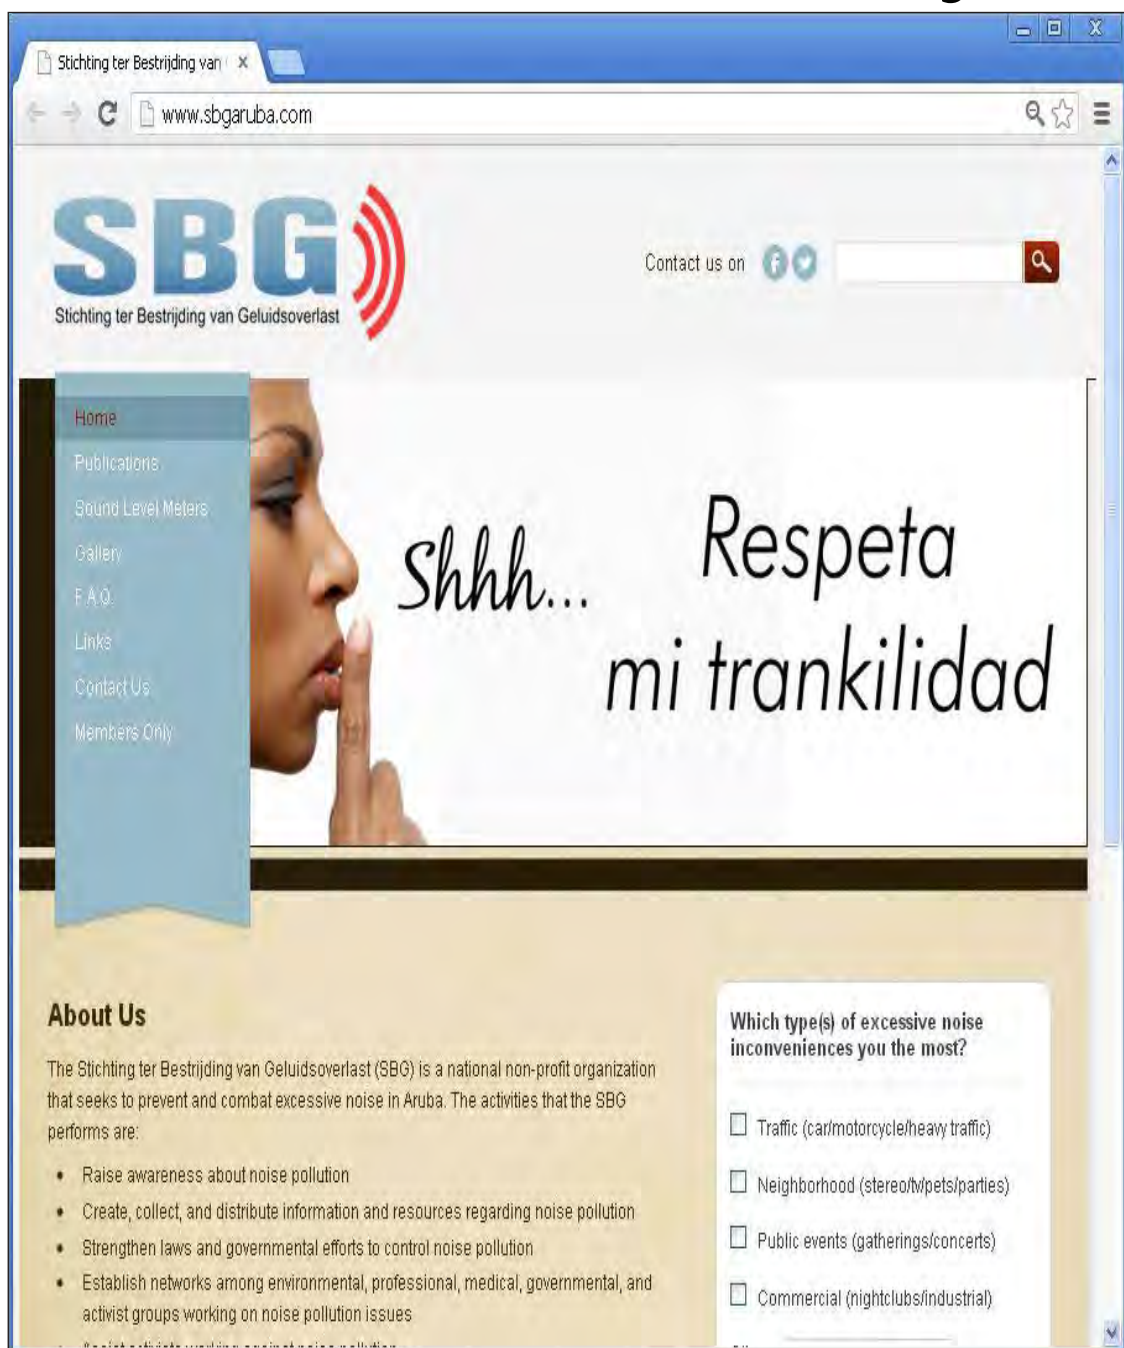 Stichting ter Bestrijding van
www.sbgaruba.com
SBG
Stichting ter Bestrijding van Geluidsoverlast
Contact us on
Home
Publications
Sound Level Meters
Gallery
F.A.Q.
Links
Contact Us
Members Only
Shhh...
Respeta
mi trankilidad
About Us
The Stichting ter Bestrijding van Geluidsoverlast (SBG) is a national non-profit organization
that seeks to prevent and combat excessive noise in Aruba. The activities that the SBG
performs are:
• Raise awareness about noise pollution
• Create, collect, and distribute information and resources regarding noise pollution
• Strengthen laws and governmental efforts to control noise pollution
• Establish networks among environmental, professional, medical, governmental, and
activist groups working on noise pollution issues
• Assist activists working against noise pollution
Which type(s) of excessive noise
inconveniences you the most?
Traffic (car/motorcycle/heavy traffic)
Neighborhood (stereo/tv/pets/parties)
Public events (gatherings/concerts)
Commercial (nightclubs/industrial)